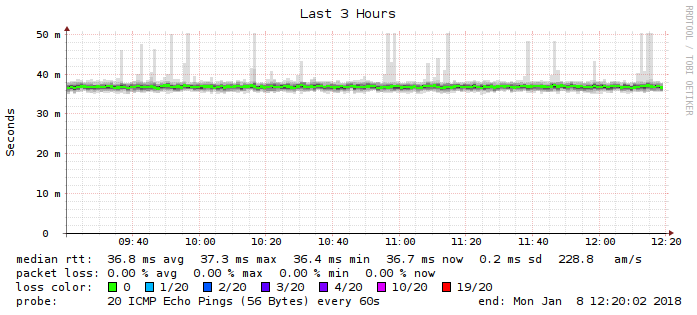 Last 3 Hours
RRDTOOL / TOBI OETIKER
Seconds
50 m
40 m
30 m
20 m
10 m
0
09:40 10:00 10:20 10:40 11:00 11:20 11:40 12:00 12:20
median rtt: 36.8 ms avg 37.3 ms max 36.4 ms min 36.7 ms now 0.2 ms sd 228.8 am/s
packet loss: 0.00 % avg 0.00 % max 0.00 % min 0.00 % now
loss color: 0 1/20 2/20 3/20 4/20 10/20 19/20
probe: 20 ICMP Echo Pings (56 Bytes) every 60s end: Mon Jan 8 12:20:02 2018